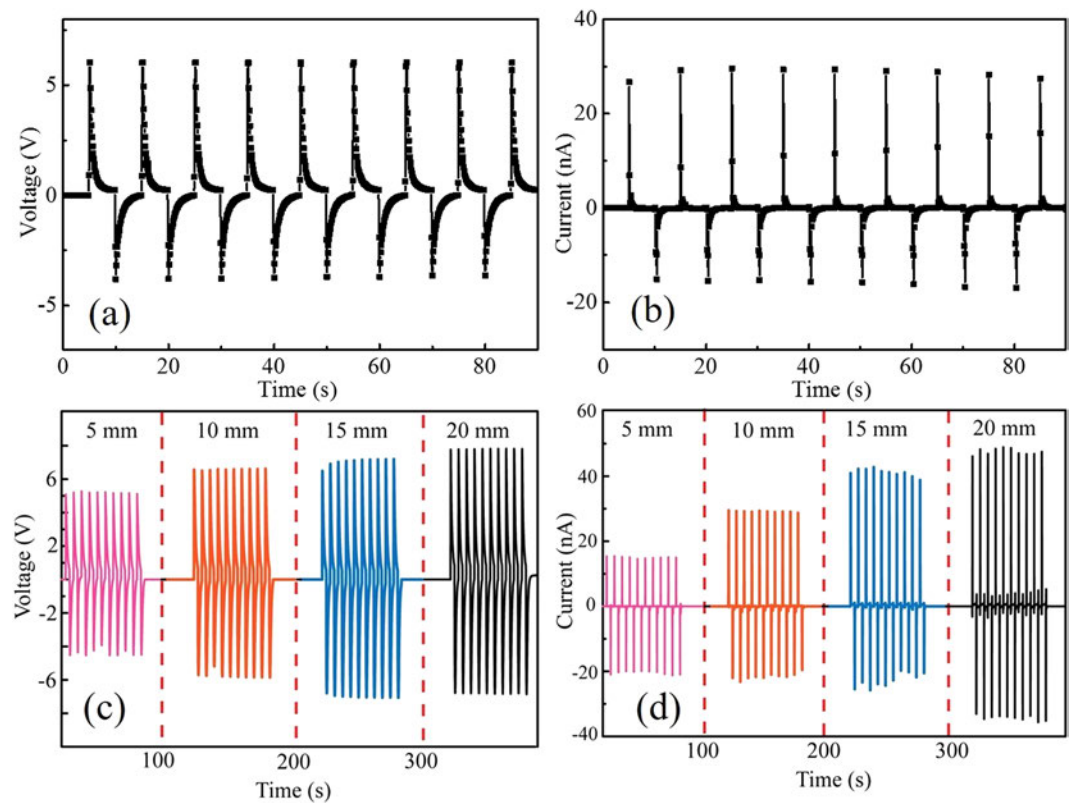 5
0
-5
Voltage (V)
(a)
0 20 40 60 80
Time (s)
40
20
0
-20
Current (nA)
(b)
0 20 40 60 80
Time (s)
5 mm 10 mm 15 mm 20 mm
6
2
-2
-6
Voltage (V)
(c)
100 200 300
Time (s)
5 mm 10 mm 15 mm 20 mm
60
40
20
0
-20
-40
Current (nA)
(d)
100 200 300
Time (s)